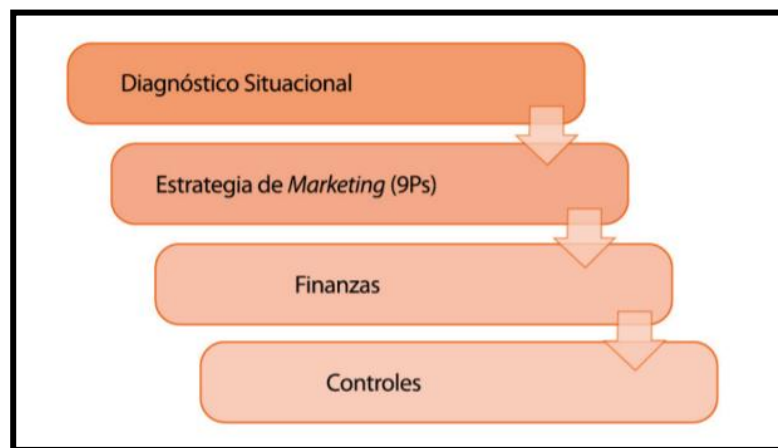 Diagnóstico Situacional
Estrategia de Marketing (9Ps)
Finanzas
Controles